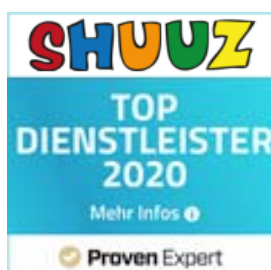 SHUUZ
TOP
DIENSTLEISTER
2020
Mehr Infos
Proven Expert